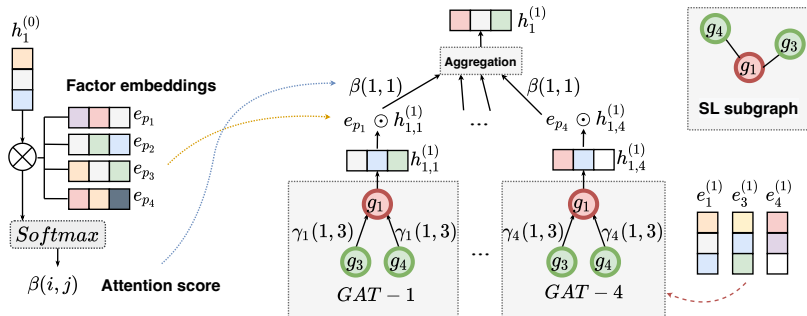 h_1^{(0)}
Factor embeddings
e_{p_1}
e_{p_2}
e_{p_3}
e_{p_4}
Softmax
β(i, j)
Attention score
h_1^{(1)}
Aggregation
β(1, 1)
β(1, 1)
e_{p_1} ⊙ h_{1,1}^{(1)}
...
e_{p_4} ⊙ h_{1,4}^{(1)}
h_{1,1}^{(1)}
h_{1,4}^{(1)}
g_1
γ_1(1, 3)
γ_1(1, 3)
g_3
g_4
GAT − 1
...
...
g_1
γ_4(1, 3)
γ_4(1, 3)
g_3
g_4
GAT − 4
g_4
g_3
g_1
SL subgraph
e_1^{(1)} e_3^{(1)} e_4^{(1)}